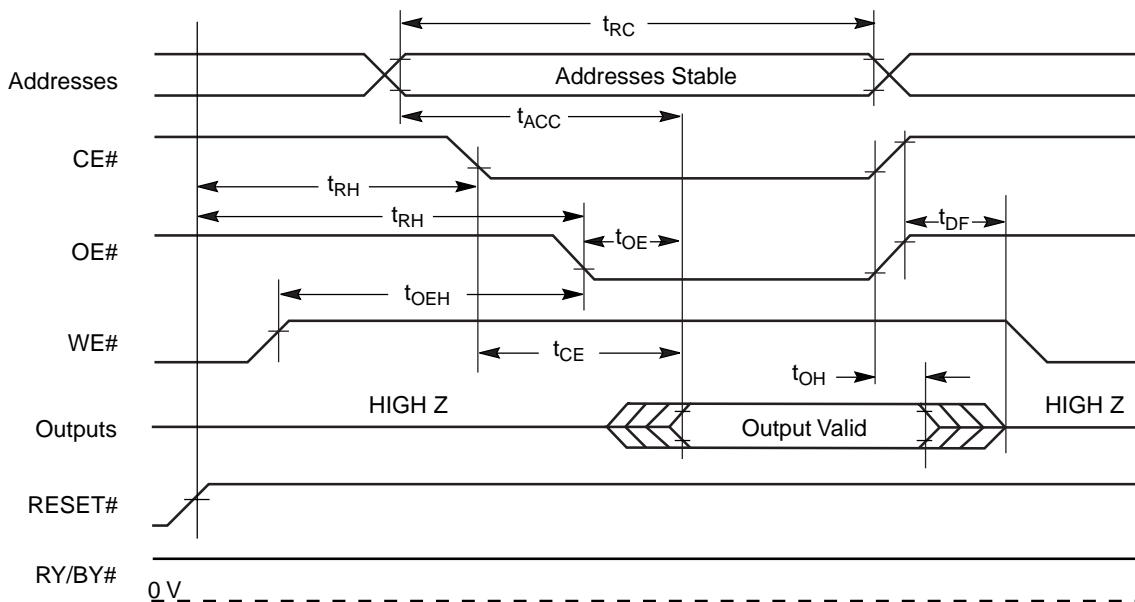 tRC
Addresses
Addresses Stable
tACC
CE#
tRH
tRH
tOE
tDF
OE#
tOEH
WE#
tCE
tOH
HIGH Z
HIGH Z
Outputs
Output Valid
RESET#
RY/BY#
0 V